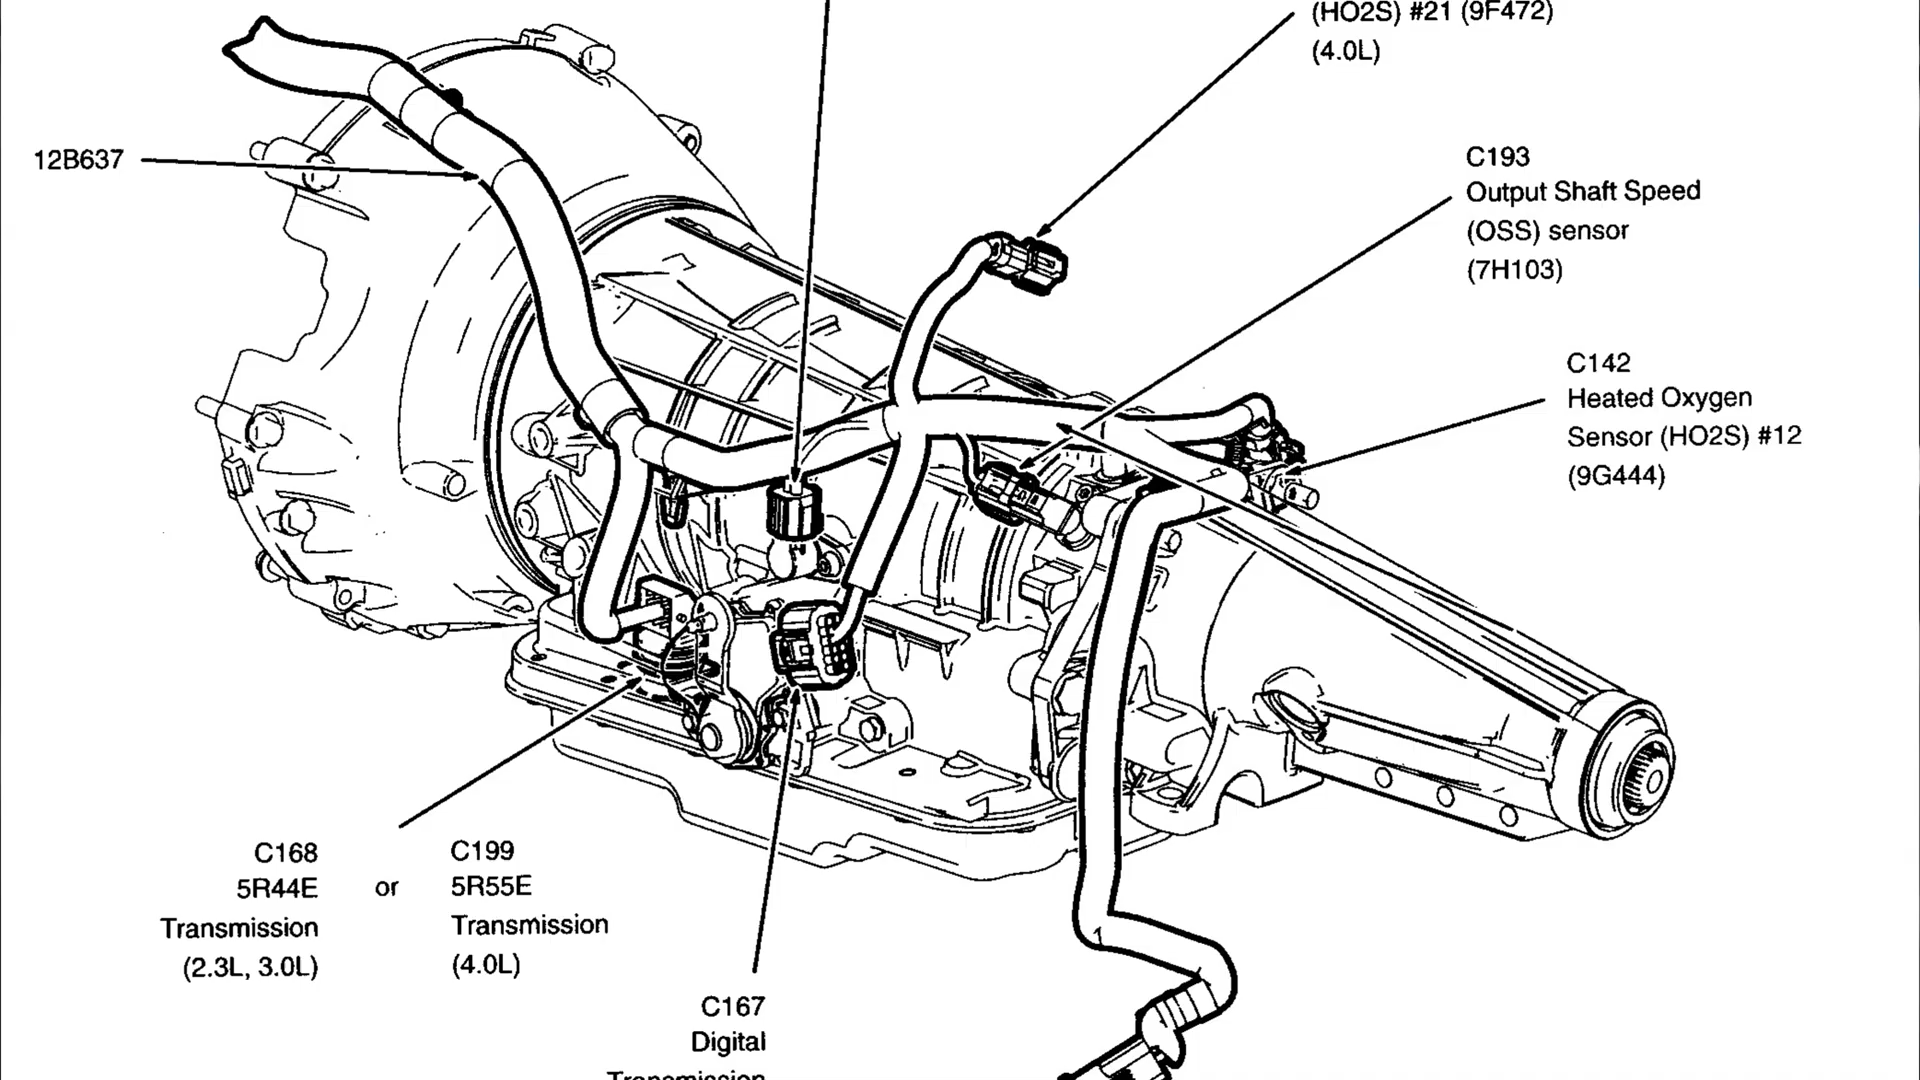 (HO2S) #21 (9F472)
(4.0L)
12B637
C193
Output Shaft Speed
(OSS) sensor
(7H103)
C142
Heated Oxygen
Sensor (HO2S) #12
(9G444)
C168
5R44E
Transmission
(2.3L, 3.0L)
or
C199
5R55E
Transmission
(4.0L)
C167
Digital
Transmission